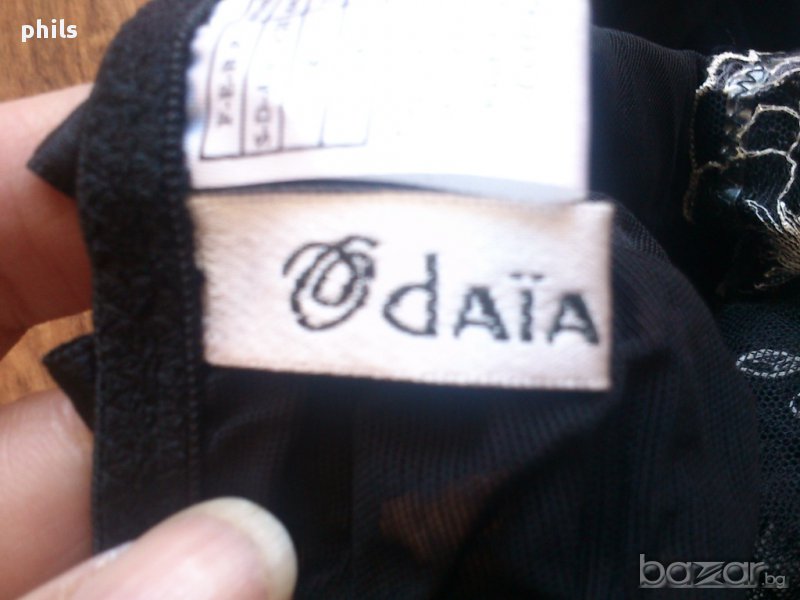 phils
F-E-B
S-D-
OdaïA
bazar.bg